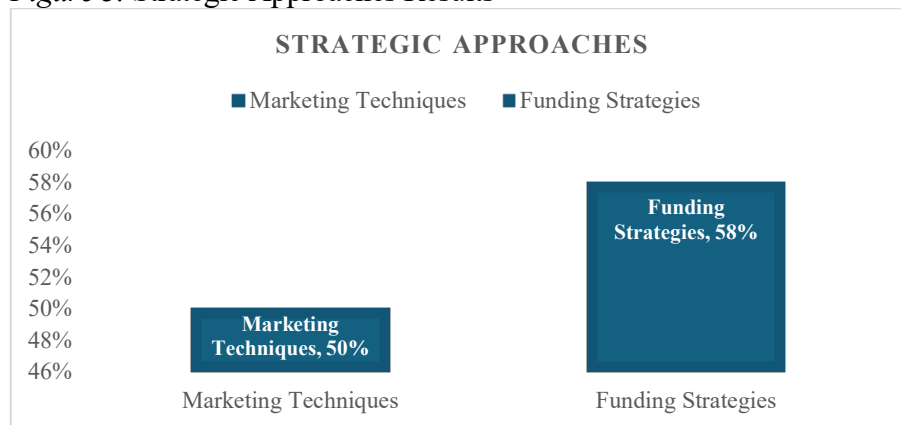 STRATEGIC APPROACHES
Marketing Techniques Funding Strategies
60%
58%
56%
54%
52%
50%
48%
46%
Marketing
Techniques, 50%
Funding
Strategies, 58%
Marketing Techniques Funding Strategies